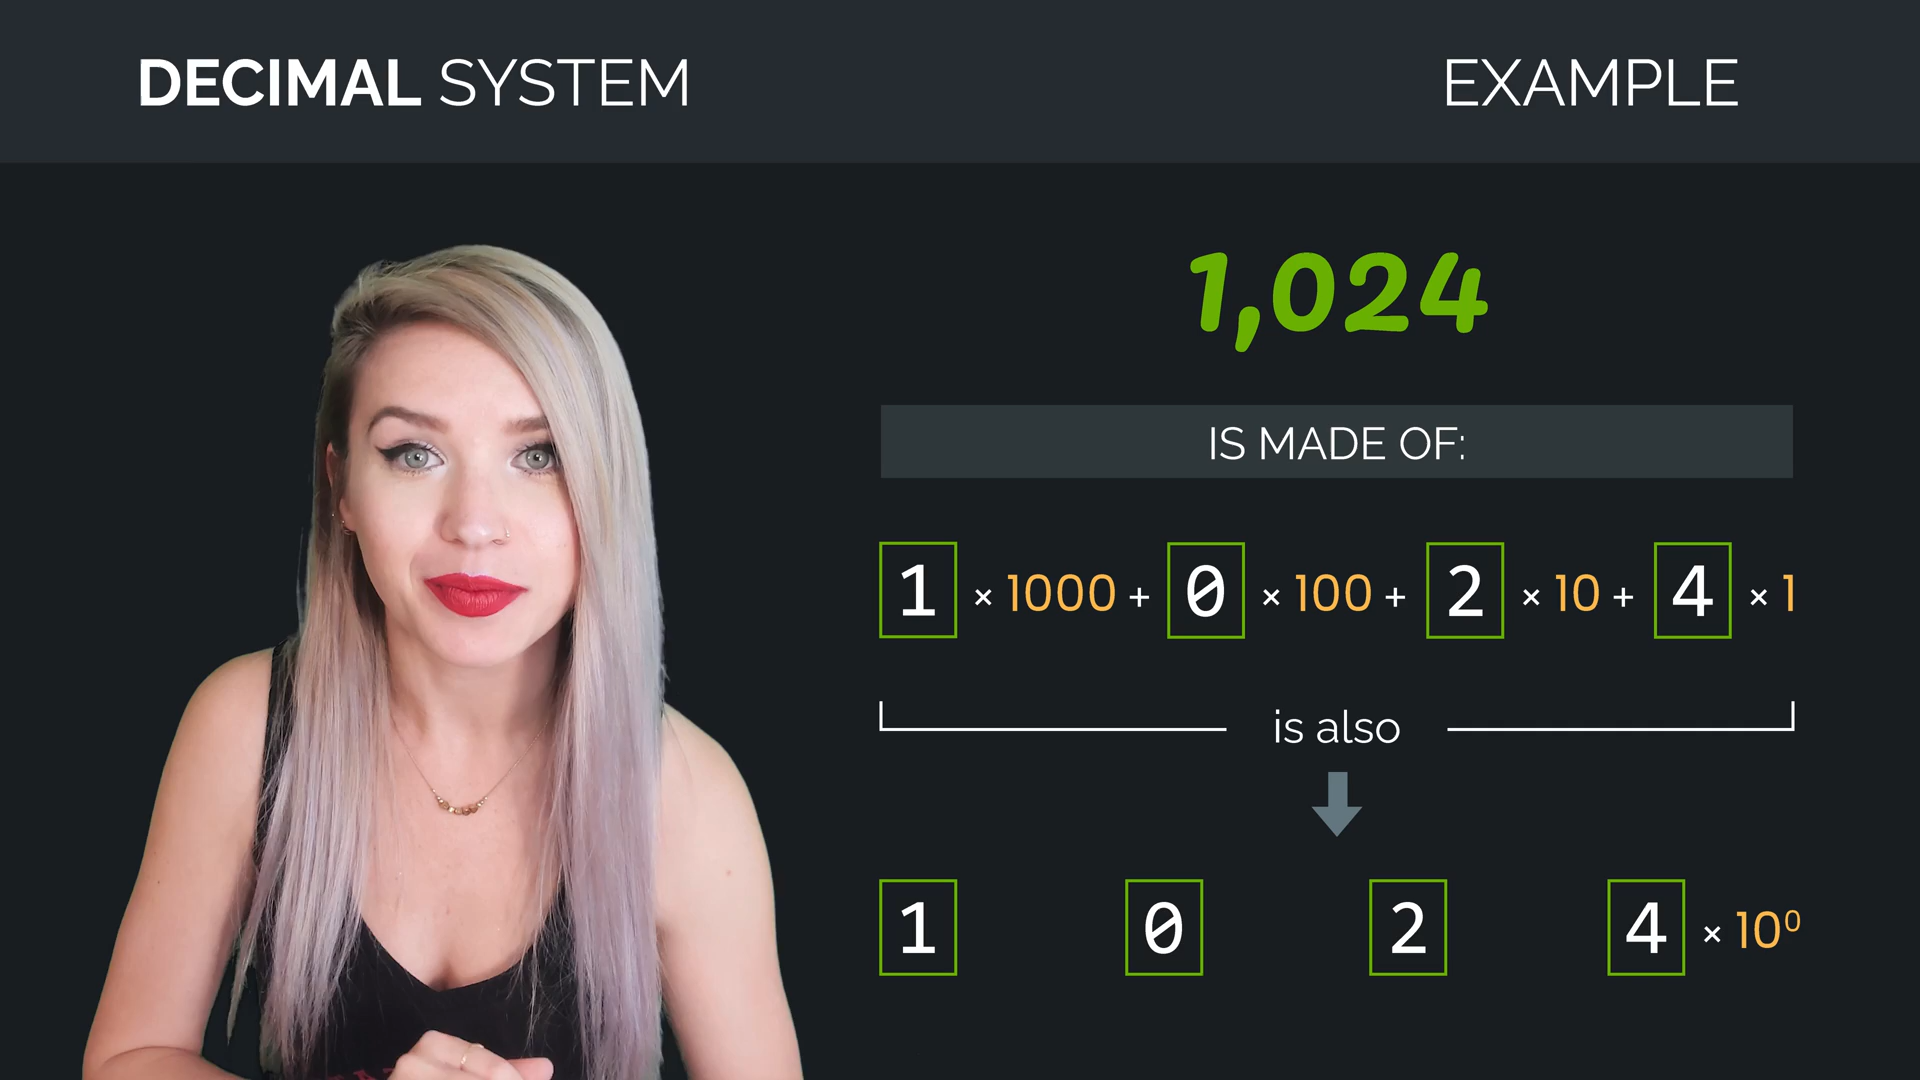 DECIMAL SYSTEM
EXAMPLE
1,024
IS MADE OF:
1 × 1000 + 0 × 100 + 2 × 10 + 4 × 1
is also
1 0 2 4 × 10⁰